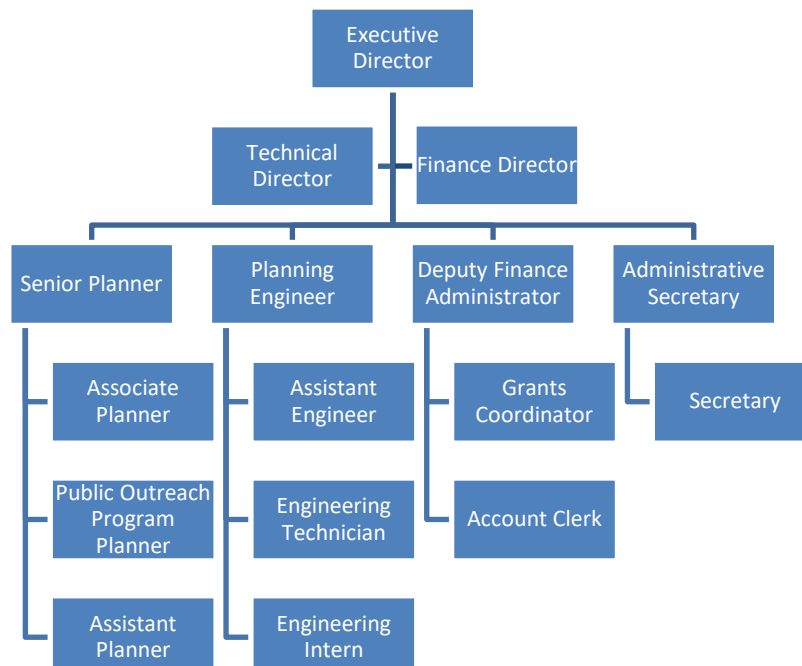 Executive
Director
Technical
Director
Finance Director
Senior Planner
Planning
Engineer
Deputy Finance
Administrator
Administrative
Secretary
Associate
Planner
Assistant
Engineer
Grants
Coordinator
Secretary
Public Outreach
Program
Planner
Engineering
Technician
Account Clerk
Assistant
Planner
Engineering
Intern